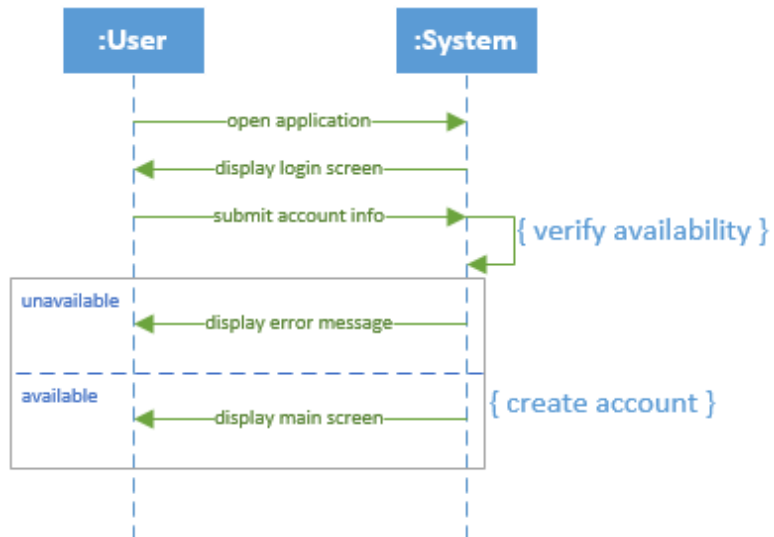 :User
:System
open application
display login screen
submit account info
{ verify availability }
unavailable
display error message
available
{ create account }
display main screen